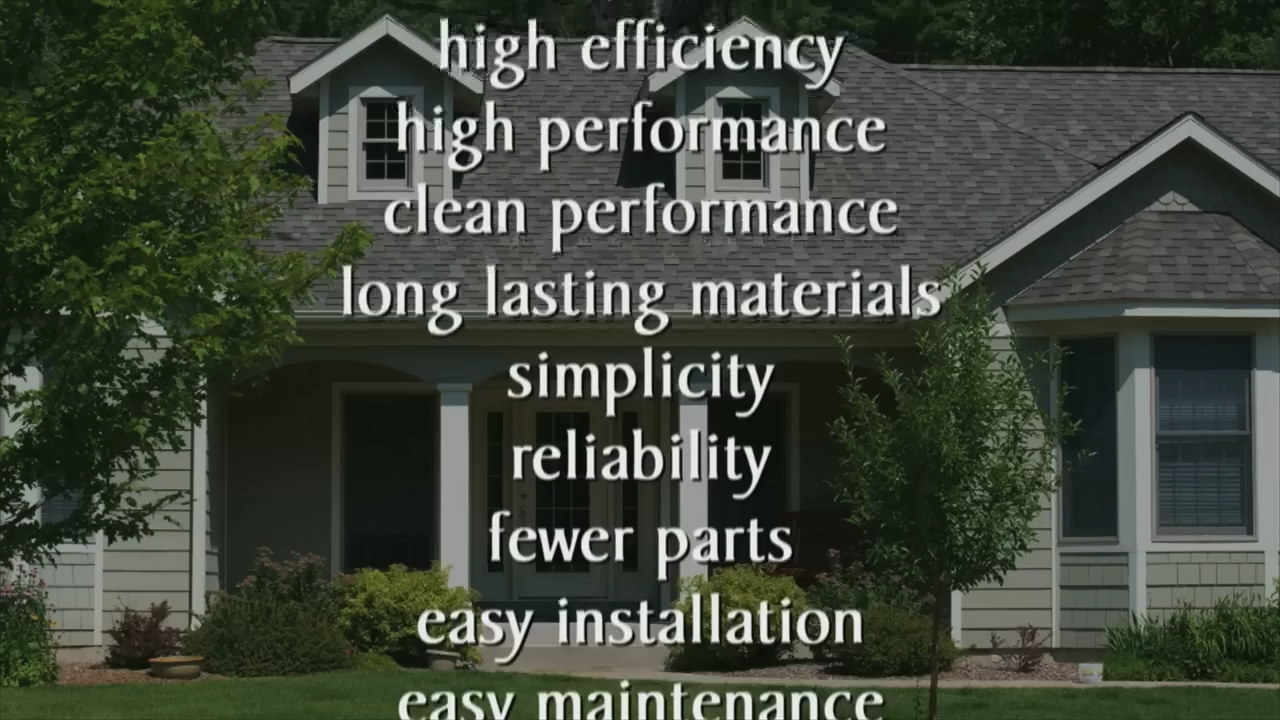 high efficiency
high performance
clean performance
long lasting materials
simplicity
reliability
fewer parts
easy installation
easy maintenance